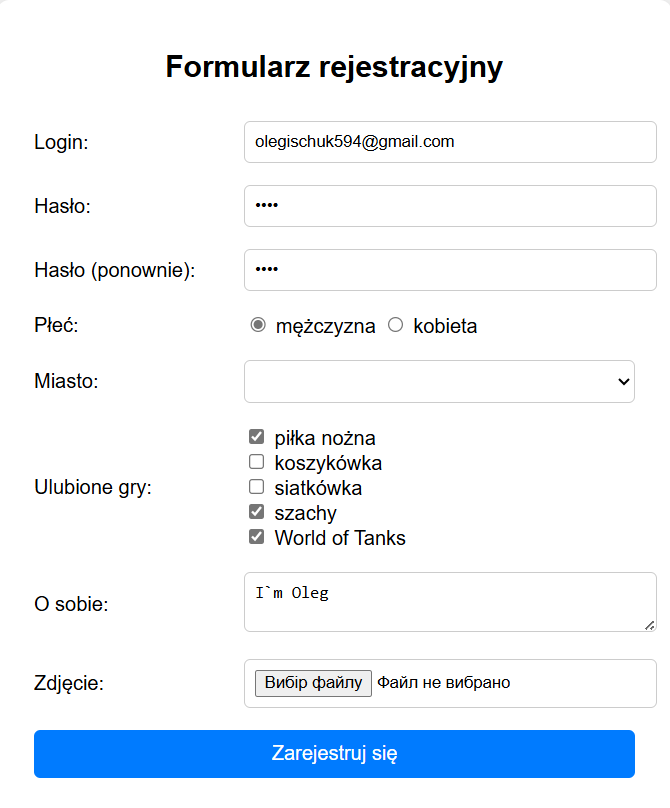 Formularz rejestracyjny
Login: olegischuk594@gmail.com
Hasło: ••••
Hasło (ponownie): ••••
Płeć: mężczyzna kobieta
Miasto:
Ulubione gry:
piłka nożna
koszykówka
siatkówka
szachy
World of Tanks
O sobie: I`m Oleg
Zdjęcie: Вибір файлу Файл не вибрано
Zarejestruj się